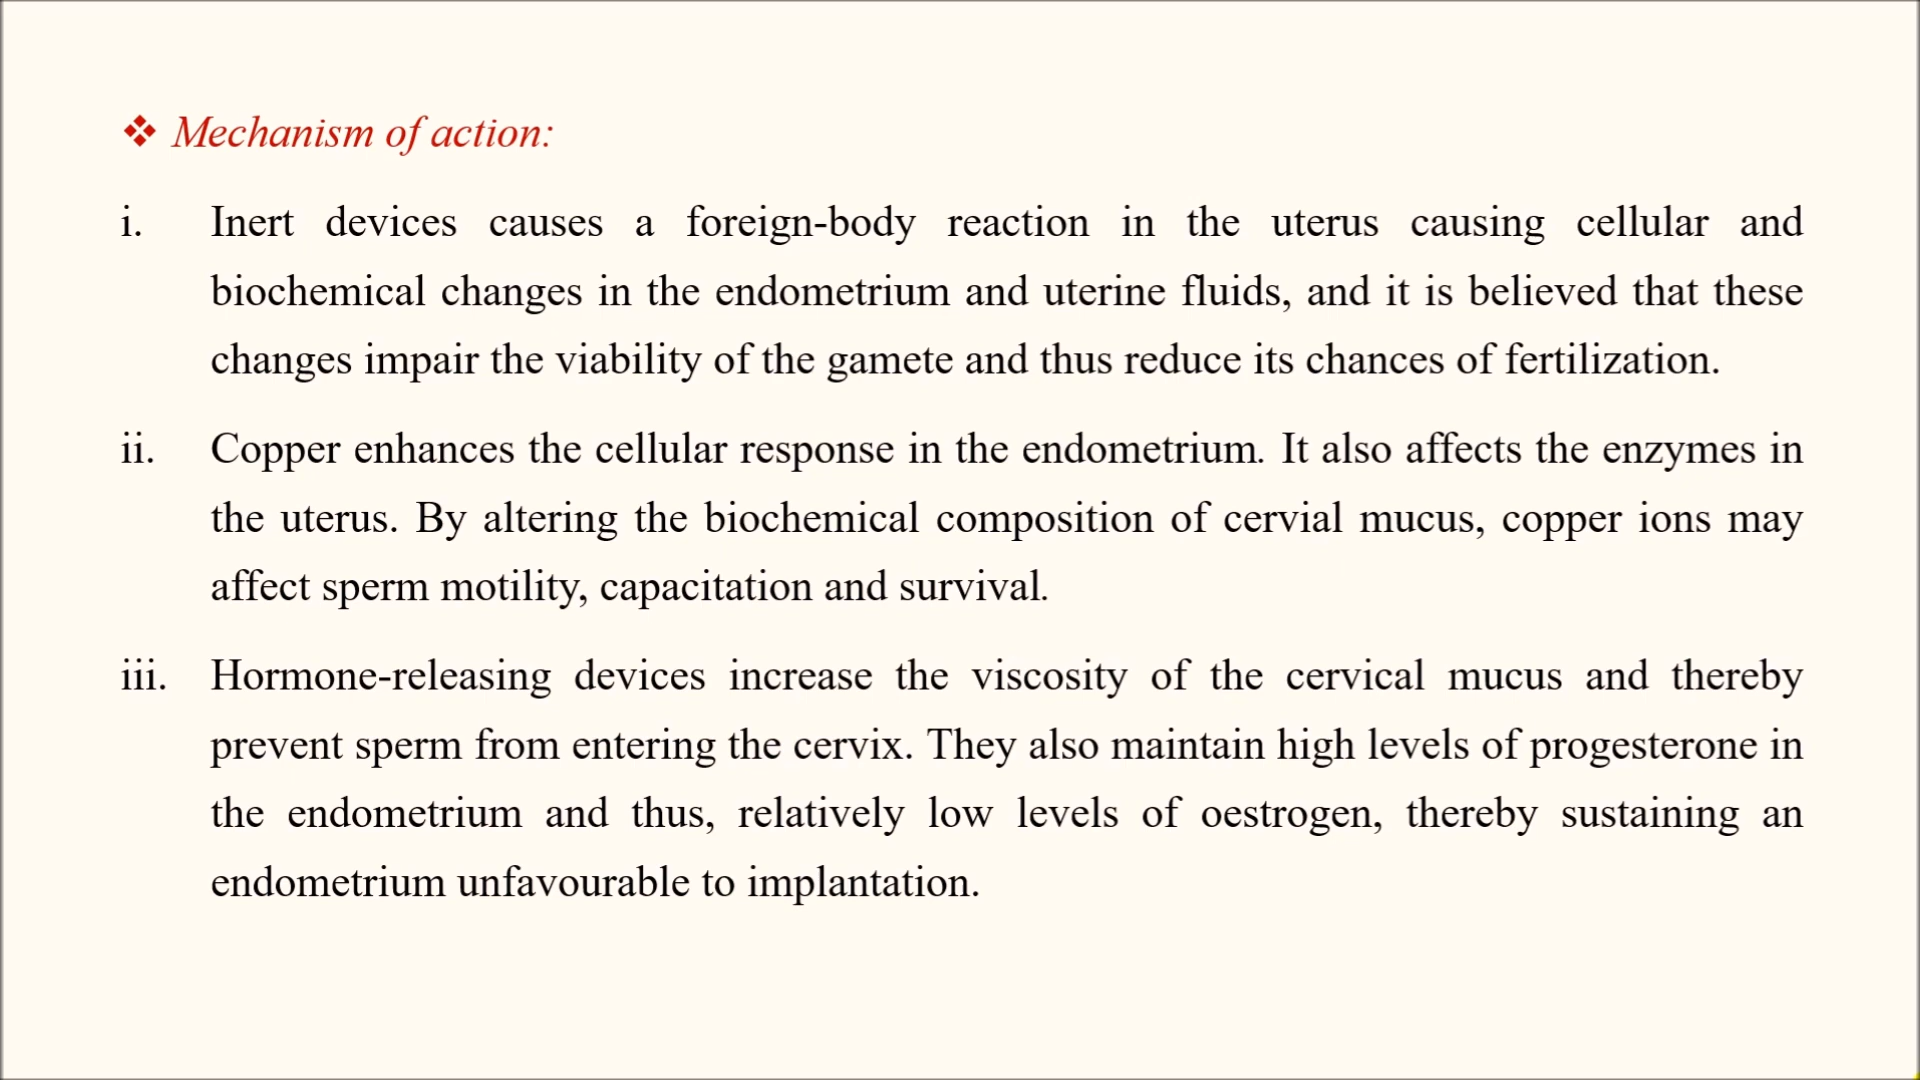 ❖ Mechanism of action:
i. Inert devices causes a foreign-body reaction in the uterus causing cellular and
biochemical changes in the endometrium and uterine fluids, and it is believed that these
changes impair the viability of the gamete and thus reduce its chances of fertilization.
ii. Copper enhances the cellular response in the endometrium. It also affects the enzymes in
the uterus. By altering the biochemical composition of cervial mucus, copper ions may
affect sperm motility, capacitation and survival.
iii. Hormone-releasing devices increase the viscosity of the cervical mucus and thereby
prevent sperm from entering the cervix. They also maintain high levels of progesterone in
the endometrium and thus, relatively low levels of oestrogen, thereby sustaining an
endometrium unfavourable to implantation.